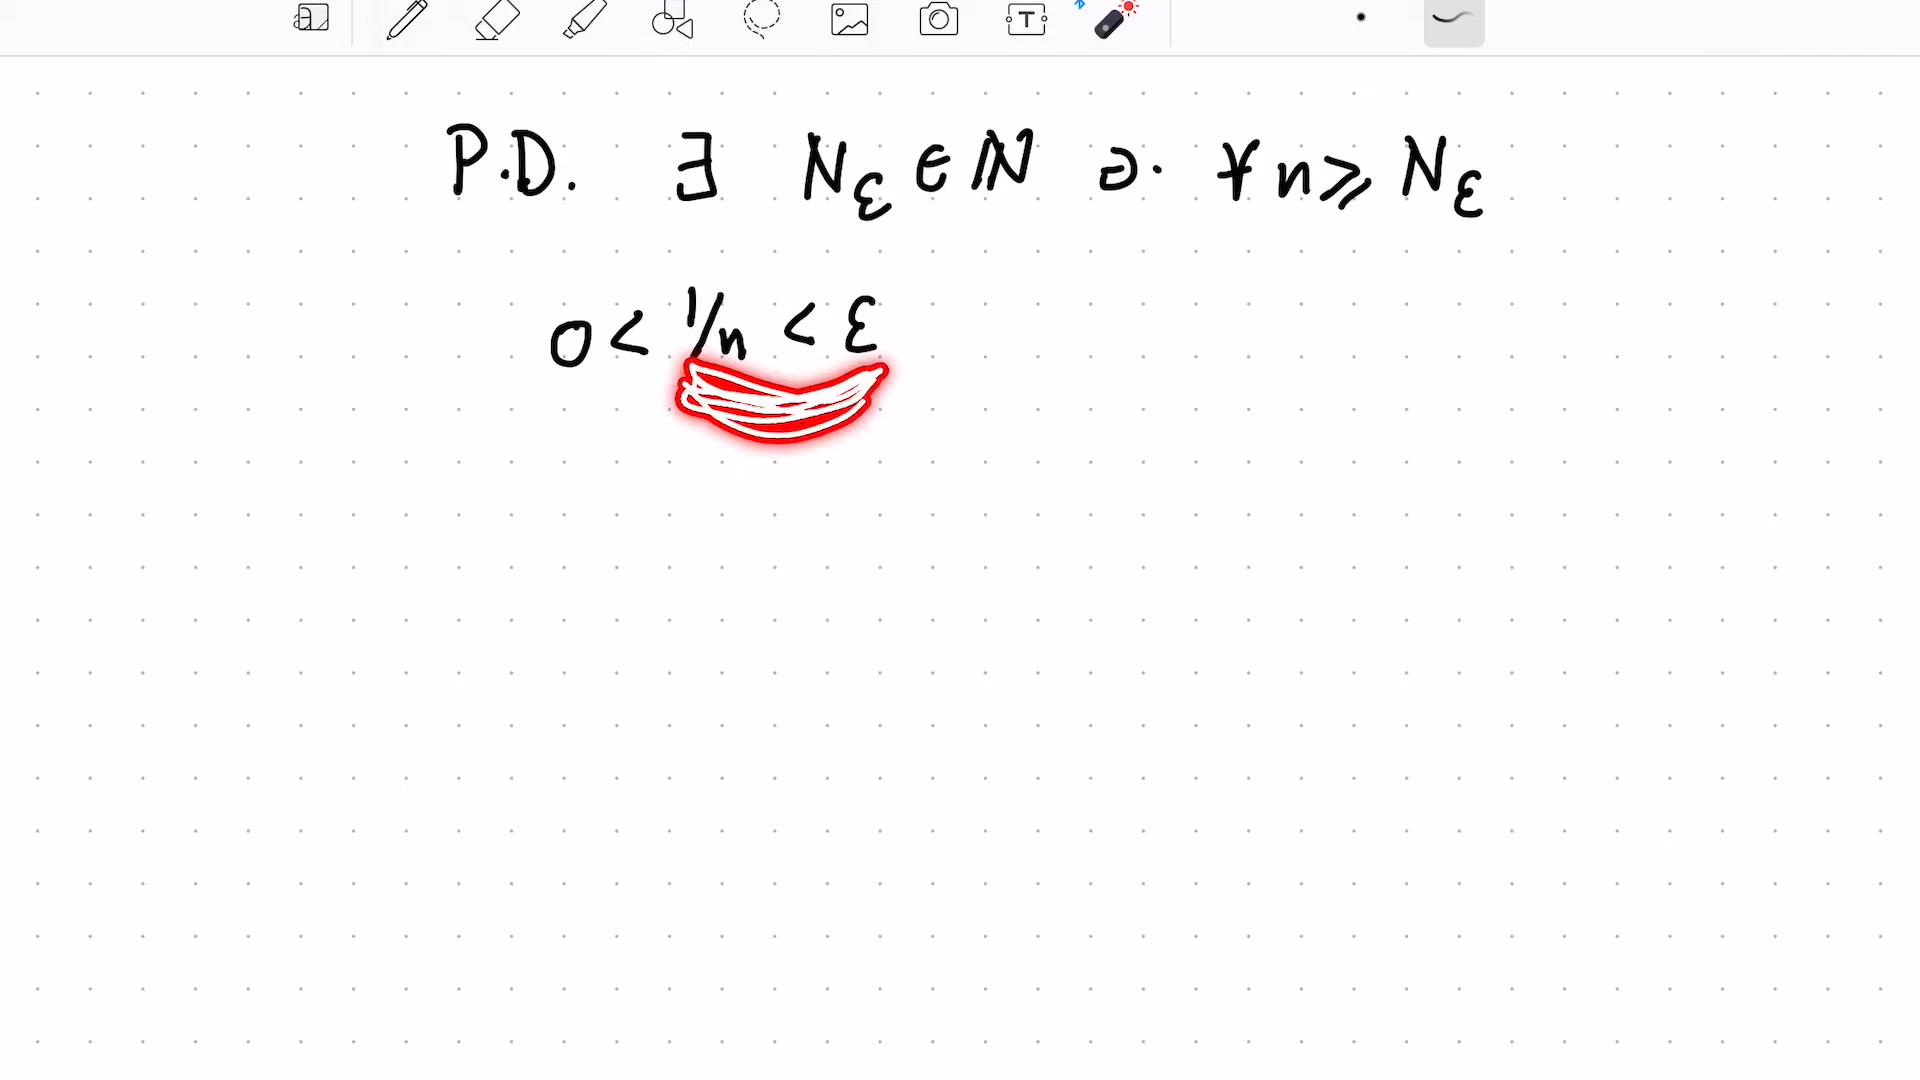 P.D. ∃ N_ε ∈ ℕ ∋· ∀ n ⩾ N_ε
0 < 1/n < ε